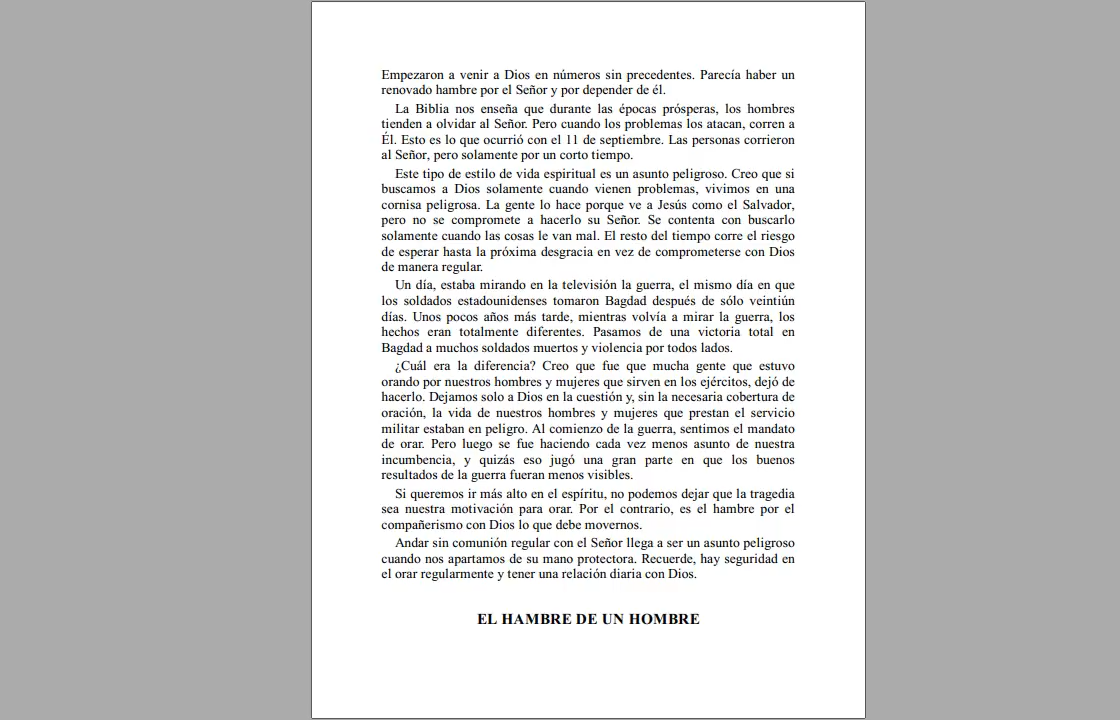 Empezaron a venir a Dios en números sin precedentes. Parecía haber un
renovado hambre por el Señor y por depender de él.
La Biblia nos enseña que durante las épocas prósperas, los hombres
tienden a olvidar al Señor. Pero cuando los problemas los atacan, corren a
Él. Esto es lo que ocurrió con el 11 de septiembre. Las personas corrieron
al Señor, pero solamente por un corto tiempo.
Este tipo de estilo de vida espiritual es un asunto peligroso. Creo que si
buscamos a Dios solamente cuando vienen problemas, vivimos en una
cornisa peligrosa. La gente lo hace porque ve a Jesús como el Salvador,
pero no se compromete a hacerlo su Señor. Se contenta con buscarlo
solamente cuando las cosas le van mal. El resto del tiempo corre el riesgo
de esperar hasta la próxima desgracia en vez de comprometerse con Dios
de manera regular.
Un día, estaba mirando en la televisión la guerra, el mismo día en que
los soldados estadounidenses tomaron Bagdad después de sólo veintiún
días. Unos pocos años más tarde, mientras volvía a mirar la guerra, los
hechos eran totalmente diferentes. Pasamos de una victoria total en
Bagdad a muchos soldados muertos y violencia por todos lados.
¿Cuál era la diferencia? Creo que fue que mucha gente que estuvo
orando por nuestros hombres y mujeres que sirven en los ejércitos, dejó de
hacerlo. Dejamos solo a Dios en la cuestión y, sin la necesaria cobertura de
oración, la vida de nuestros hombres y mujeres que prestan el servicio
militar estaban en peligro. Al comienzo de la guerra, sentimos el mandato
de orar. Pero luego se fue haciendo cada vez menos asunto de nuestra
incumbencia, y quizás eso jugó una gran parte en que los buenos
resultados de la guerra fueran menos visibles.
Si queremos ir más alto en el espíritu, no podemos dejar que la tragedia
sea nuestra motivación para orar. Por el contrario, es el hambre por el
compañerismo con Dios lo que debe movernos.
Andar sin comunión regular con el Señor llega a ser un asunto peligroso
cuando nos apartamos de su mano protectora. Recuerde, hay seguridad en
el orar regularmente y tener una relación diaria con Dios.
EL HAMBRE DE UN HOMBRE